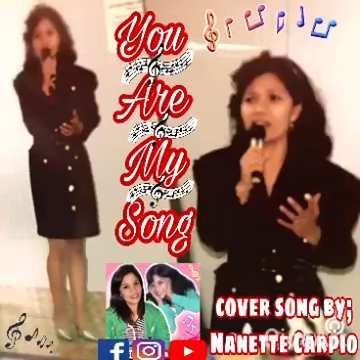 You
Are
My
Song
COVER SONG BY;
NANETTE CARPIO